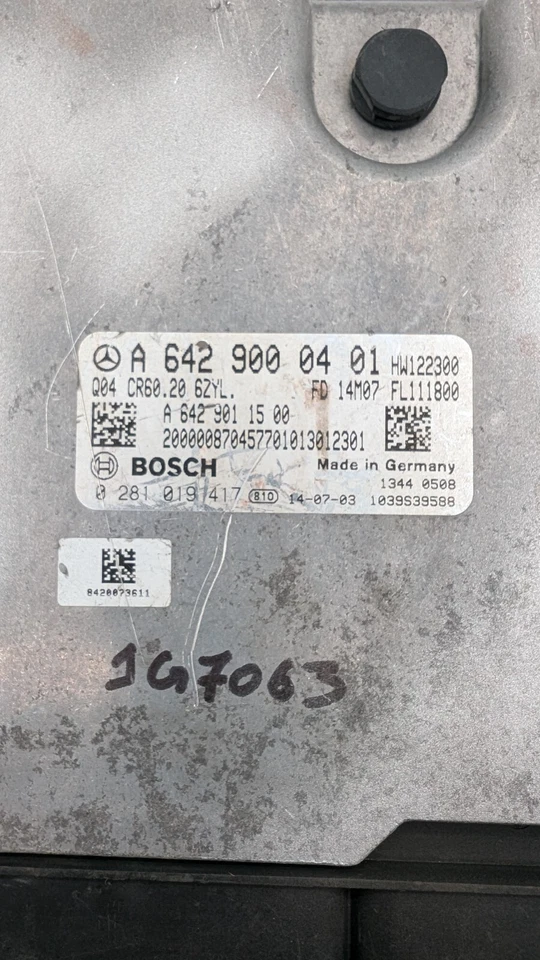 A 642 900 04 01 HW122300
Q04 CR60.20 6ZYL. FD 14M07 FL111800
A 642 901 15 00
200000870457701013012301
BOSCH Made in Germany
1344 0508
0 281 019 417 810 14-07-03 1039S39588
8420073611
1G7063